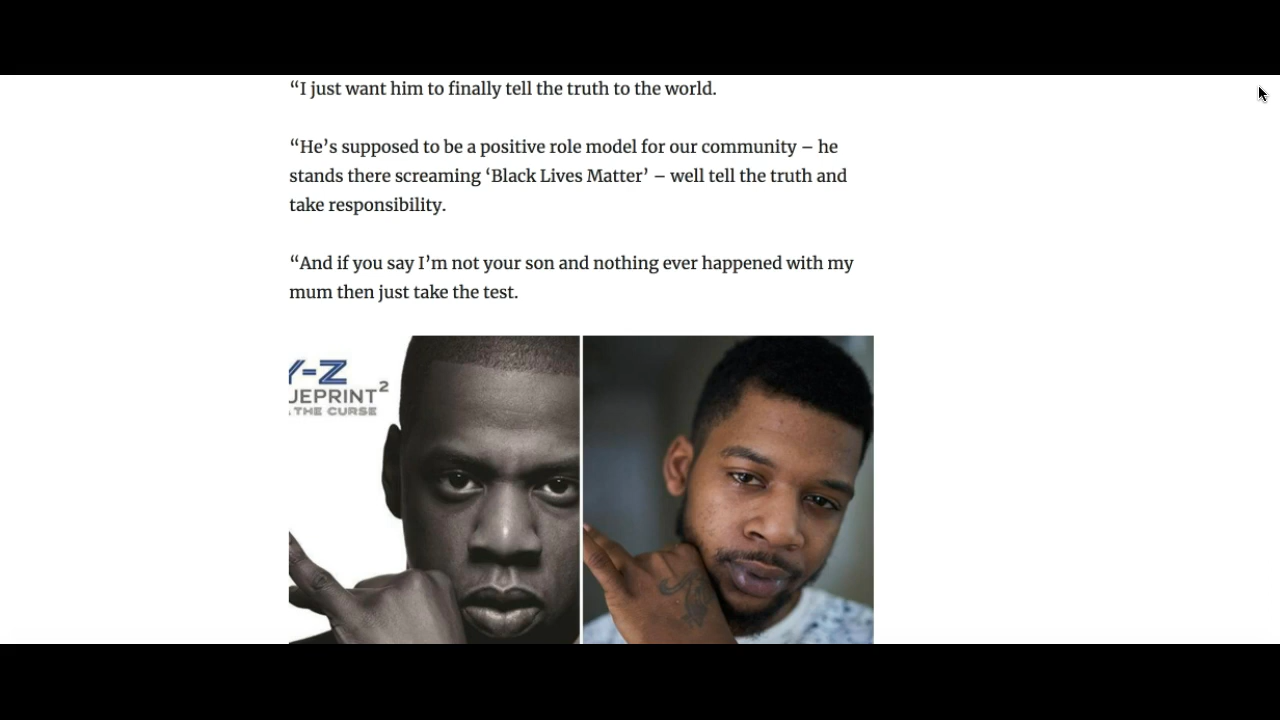 “I just want him to finally tell the truth to the world.
“He’s supposed to be a positive role model for our community – he
stands there screaming ‘Black Lives Matter’ – well tell the truth and
take responsibility.
“And if you say I’m not your son and nothing ever happened with my
mum then just take the test.
Y-Z
UEPRINT²
THE CURSE